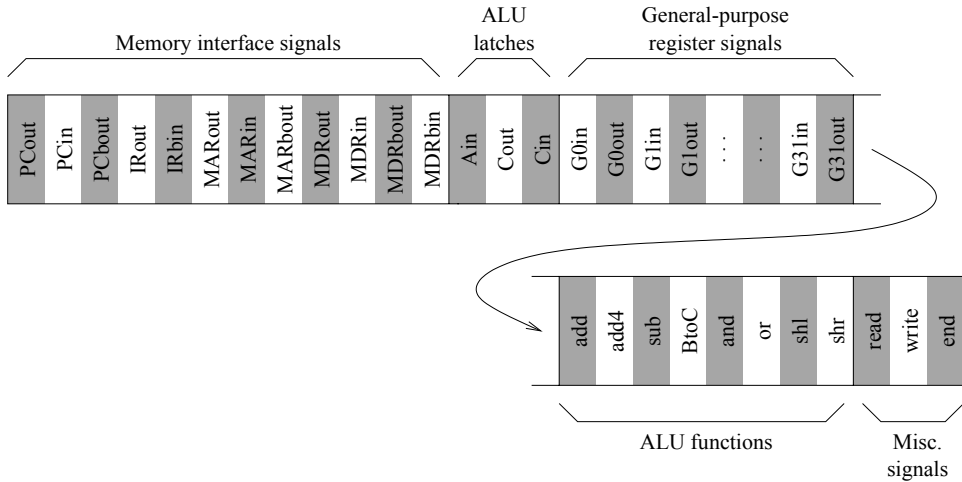 Memory interface signals
ALU
latches
General-purpose
register signals
PCout
PCin
PCbout
IRout
IRbin
MARout
MARin
MARbout
MDRout
MDRin
MDRbout
MDRbin
Ain
Cout
Cin
G0in
G0out
G1in
G1out
. . .
. . .
G31in
G31out
add
add4
sub
BtoC
and
or
shl
shr
read
write
end
ALU functions
Misc.
signals